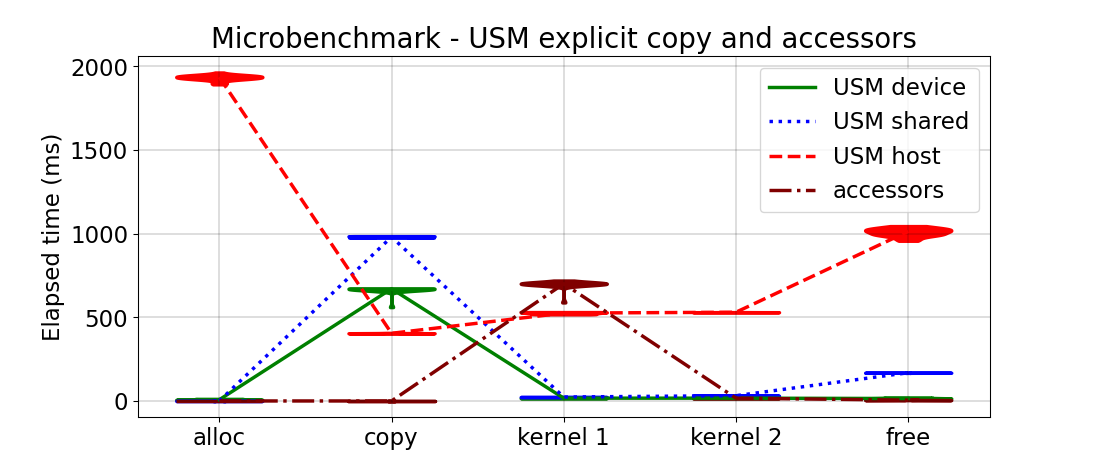 Microbenchmark - USM explicit copy and accessors
Elapsed time (ms)
2000
1500
1000
500
0
USM device
USM shared
USM host
accessors
alloc copy kernel 1 kernel 2 free